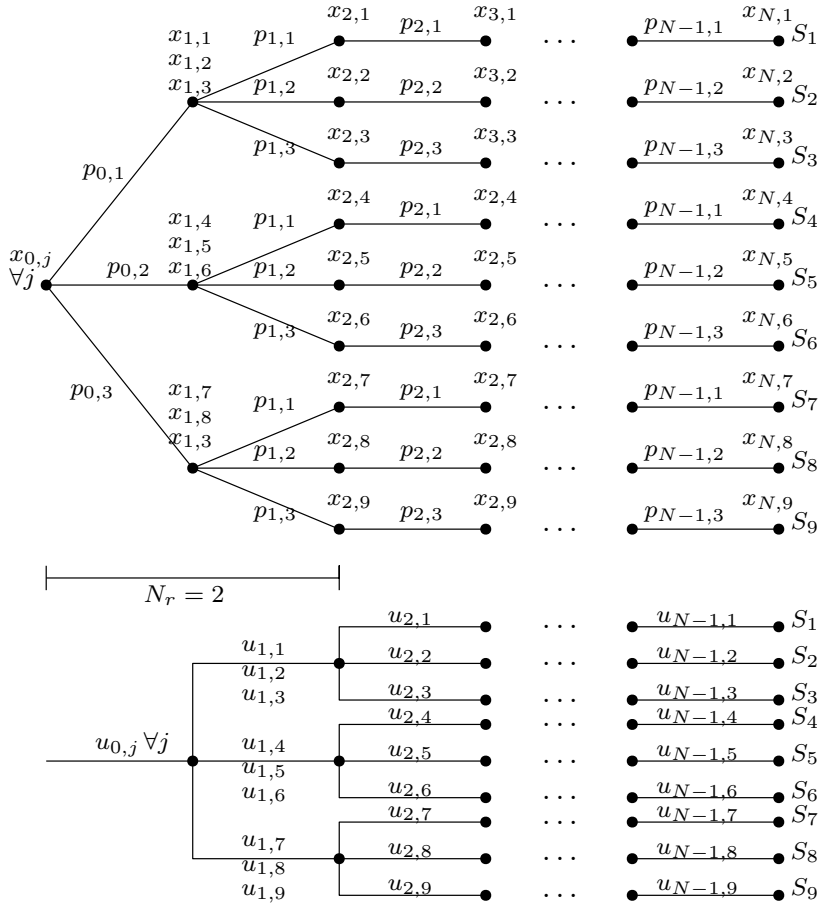 x_{2,1} x_{3,1} x_{N,1}
x_{1,1} p_{1,1} p_{2,1} . . . p_{N−1,1} S_1
x_{1,2}
x_{2,2} x_{3,2} x_{N,2}
x_{1,3} p_{1,2} p_{2,2} . . . p_{N−1,2} S_2
x_{2,3} x_{3,3} x_{N,3}
p_{1,3} p_{2,3} . . . p_{N−1,3} S_3
p_{0,1}
x_{2,4} x_{2,4} x_{N,4}
x_{1,4} p_{1,1} p_{2,1} . . . p_{N−1,1} S_4
x_{1,5}
x_{0,j} x_{2,5} x_{2,5} x_{N,5}
∀j p_{0,2} x_{1,6} p_{1,2} p_{2,2} . . . p_{N−1,2} S_5
x_{2,6} x_{2,6} x_{N,6}
p_{1,3} p_{2,3} . . . p_{N−1,3} S_6
p_{0,3}
x_{2,7} x_{2,7} x_{N,7}
x_{1,7} p_{1,1} p_{2,1} . . . p_{N−1,1} S_7
x_{1,8}
x_{2,8} x_{2,8} x_{N,8}
x_{1,3} p_{1,2} p_{2,2} . . . p_{N−1,2} S_8
x_{2,9} x_{2,9} x_{N,9}
p_{1,3} p_{2,3} . . . p_{N−1,3} S_9
N_r = 2
u_{2,1} . . . u_{N−1,1} S_1
u_{1,1}
u_{1,2} u_{2,2} . . . u_{N−1,2} S_2
u_{1,3} u_{2,3} . . . u_{N−1,3} S_3
u_{2,4} . . . u_{N−1,4} S_4
u_{0,j} ∀j u_{1,4}
u_{1,5} u_{2,5} . . . u_{N−1,5} S_5
u_{1,6} u_{2,6} . . . u_{N−1,6} S_6
u_{2,7} . . . u_{N−1,7} S_7
u_{1,7}
u_{1,8} u_{2,8} . . . u_{N−1,8} S_8
u_{1,9} u_{2,9} . . . u_{N−1,9} S_9